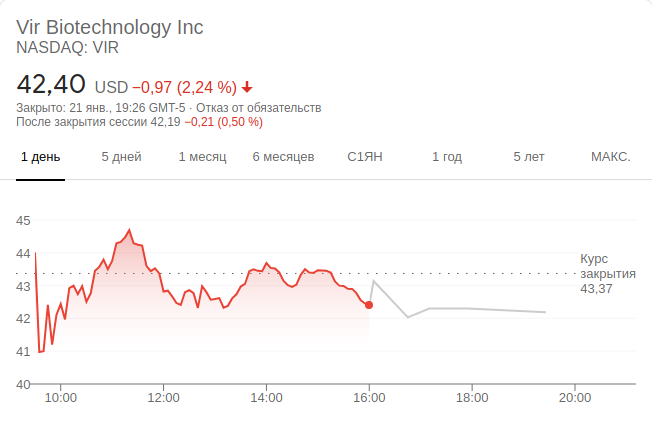 Vir Biotechnology Inc
NASDAQ: VIR
42,40 USD −0,97 (2,24 %)
Закрыто: 21 янв., 19:26 GMT-5 · Отказ от обязательств
После закрытия сессии 42,19 −0,21 (0,50 %)
1 день 5 дней 1 месяц 6 месяцев С1ЯН 1 год 5 лет МАКС.
45
44
43
42
41
40
Курс
закрытия
43,37
10:00 12:00 14:00 16:00 18:00 20:00